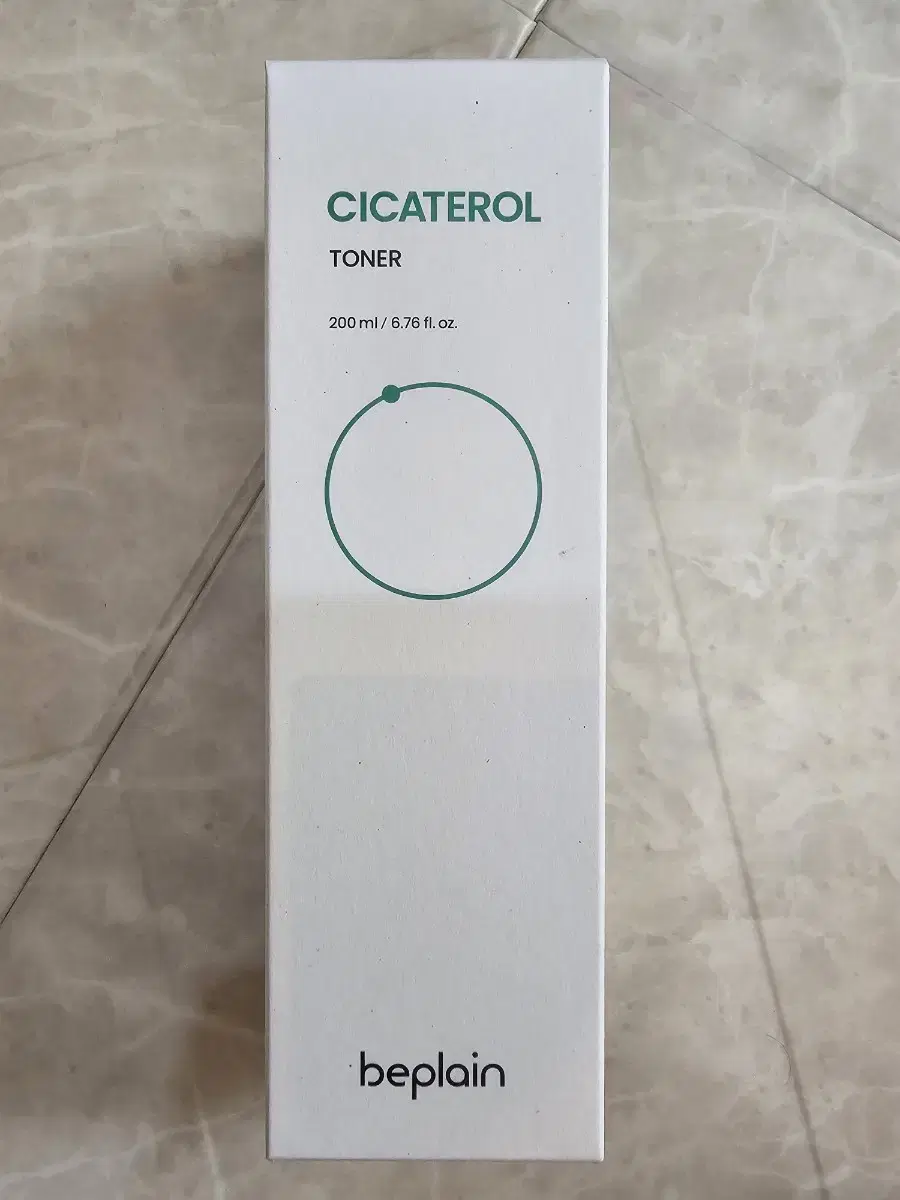 CICATEROL
TONER
200 ml / 6.76 fl. oz.
beplain